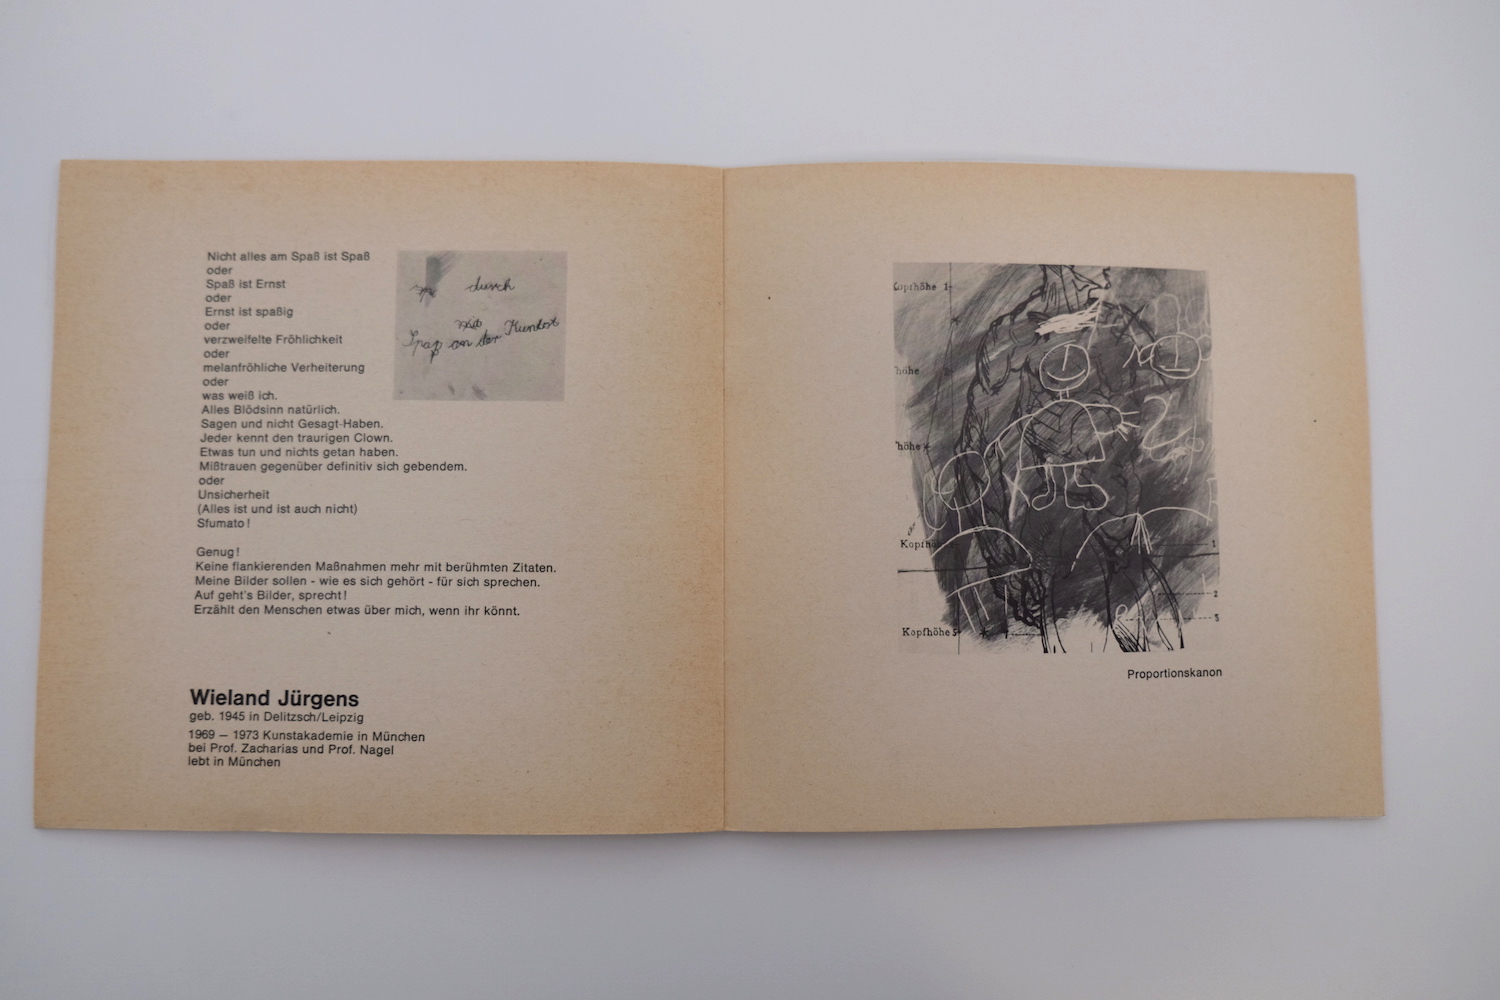 Nicht alles am Spaß ist Spaß
oder
Spaß ist Ernst
oder
Ernst ist spaßig
oder
verzweifelte Fröhlichkeit
oder
melanfröhliche Verheiterung
oder
was weiß ich.
Alles Blödsinn natürlich.
Sagen und nicht Gesagt-Haben.
Jeder kennt den traurigen Clown.
Etwas tun und nichts getan haben.
Mißtrauen gegenüber definitiv sich gebendem.
oder
Unsicherheit
(Alles ist und ist auch nicht)
Sfumato!
Genug!
Keine flankierenden Maßnahmen mehr mit berühmten Zitaten.
Meine Bilder sollen - wie es sich gehört - für sich sprechen.
Auf geht's Bilder, sprecht!
Erzählt den Menschen etwas über mich, wenn ihr könnt.
durch
Spaß an der Kunst
Wieland Jürgens
geb. 1945 in Delitzsch/Leipzig
1969 – 1973 Kunstakademie in München
bei Prof. Zacharias und Prof. Nagel
lebt in München
Kopfhöhe 1
höhe
höhe
Kopfhö
1
2
3
Kopfhöhe 5
Proportionskanon